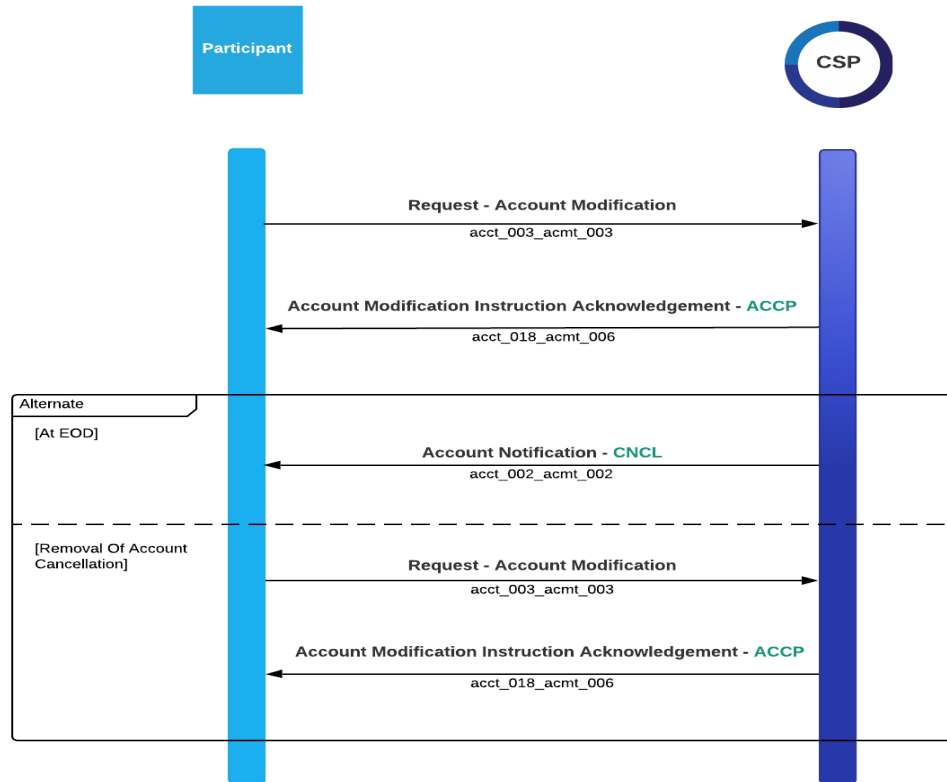 Participant
CSP
Request - Account Modification
acct_003_acmt_003
Account Modification Instruction Acknowledgement - ACCP
acct_018_acmt_006
Alternate
[At EOD]
Account Notification - CNCL
acct_002_acmt_002
[Removal Of Account
Cancellation]
Request - Account Modification
acct_003_acmt_003
Account Modification Instruction Acknowledgement - ACCP
acct_018_acmt_006